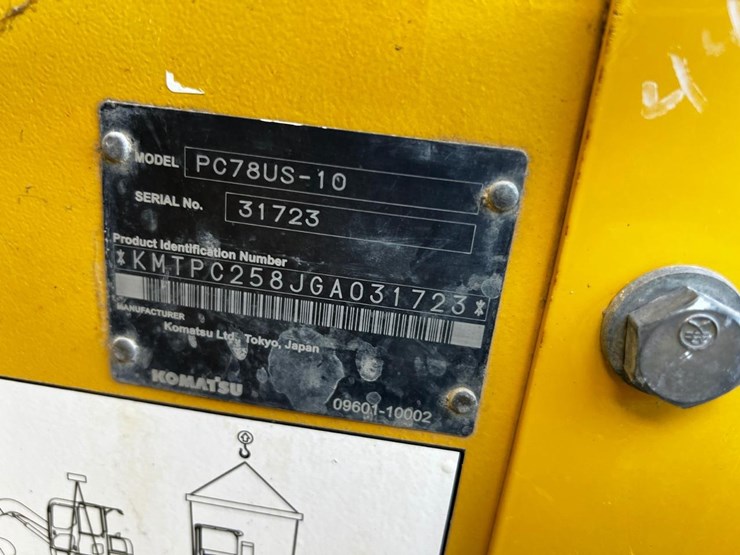 MODEL PC78US-10
SERIAL No. 31723
Product Identification Number
*KMTPC258JGA031723*
MANUFACTURER
Komatsu Ltd. Tokyo, Japan
KOMATSU
09601-10002